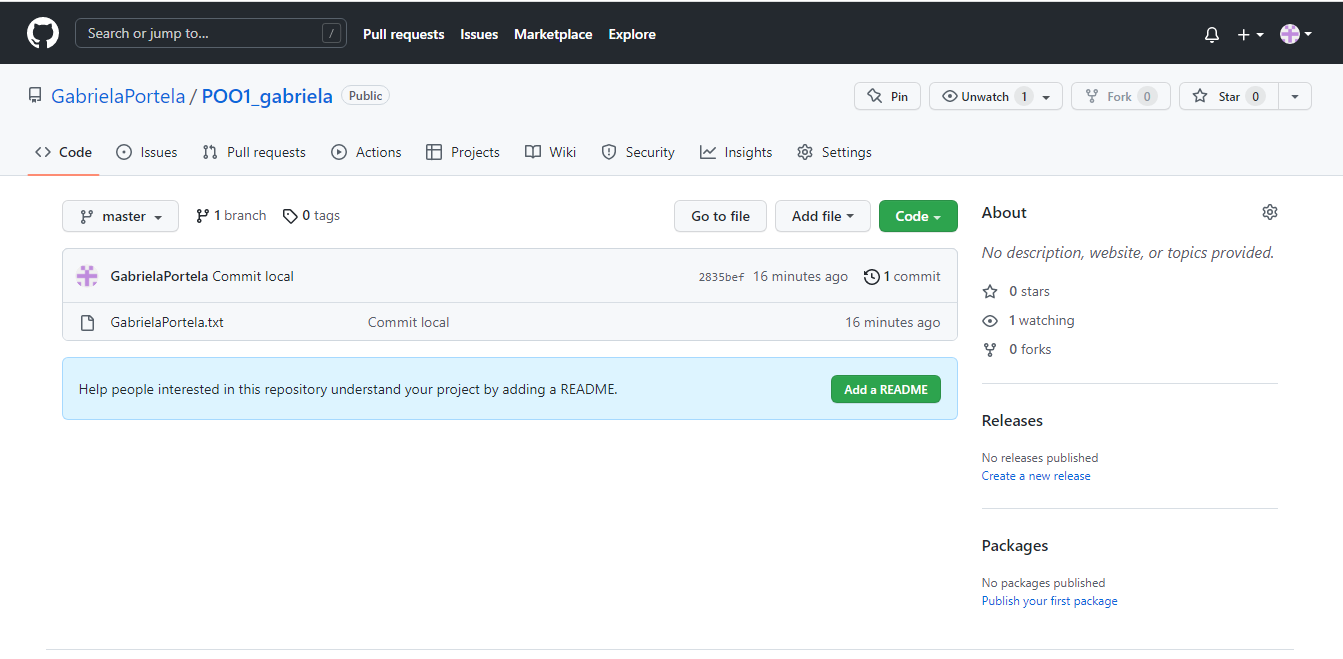 Search or jump to... / Pull requests Issues Marketplace Explore
GabrielaPortela / POO1_gabriela Public Pin Unwatch 1 Fork 0 Star 0
Code Issues Pull requests Actions Projects Wiki Security Insights Settings
master 1 branch 0 tags Go to file Add file Code
GabrielaPortela Commit local 2835bef 16 minutes ago 1 commit
GabrielaPortela.txt Commit local 16 minutes ago
Help people interested in this repository understand your project by adding a README. Add a README
About
No description, website, or topics provided.
0 stars
1 watching
0 forks
Releases
No releases published
Create a new release
Packages
No packages published
Publish your first package